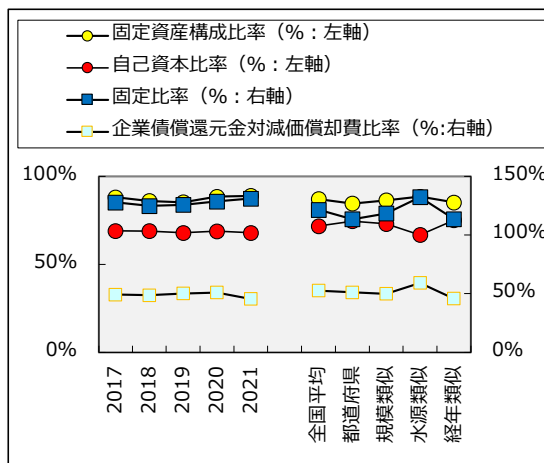 固定資産構成比率（%：左軸）
自己資本比率（%：左軸）
固定比率（%：右軸）
企業債償還元金対減価償却費比率（%:右軸）
100%
50%
0%
150%
100%
50%
0%
2017
2018
2019
2020
2021
全国平均
都道府県
規模類似
水源類似
経年類似